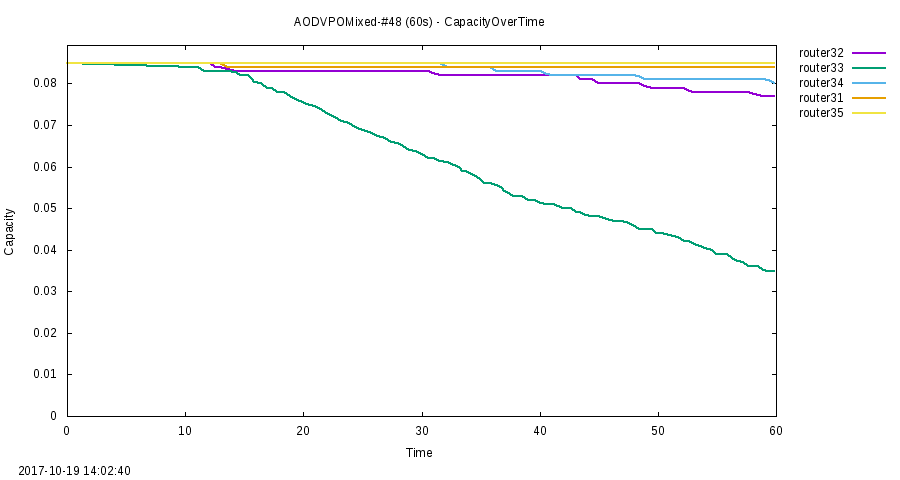 AODVPOMixed-#48 (60s) - CapacityOverTime
router32
router33
router34
router31
router35
0.08
0.07
0.06
0.05
0.04
0.03
0.02
0.01
0
Capacity
0 10 20 30 40 50 60
Time
2017-10-19 14:02:40